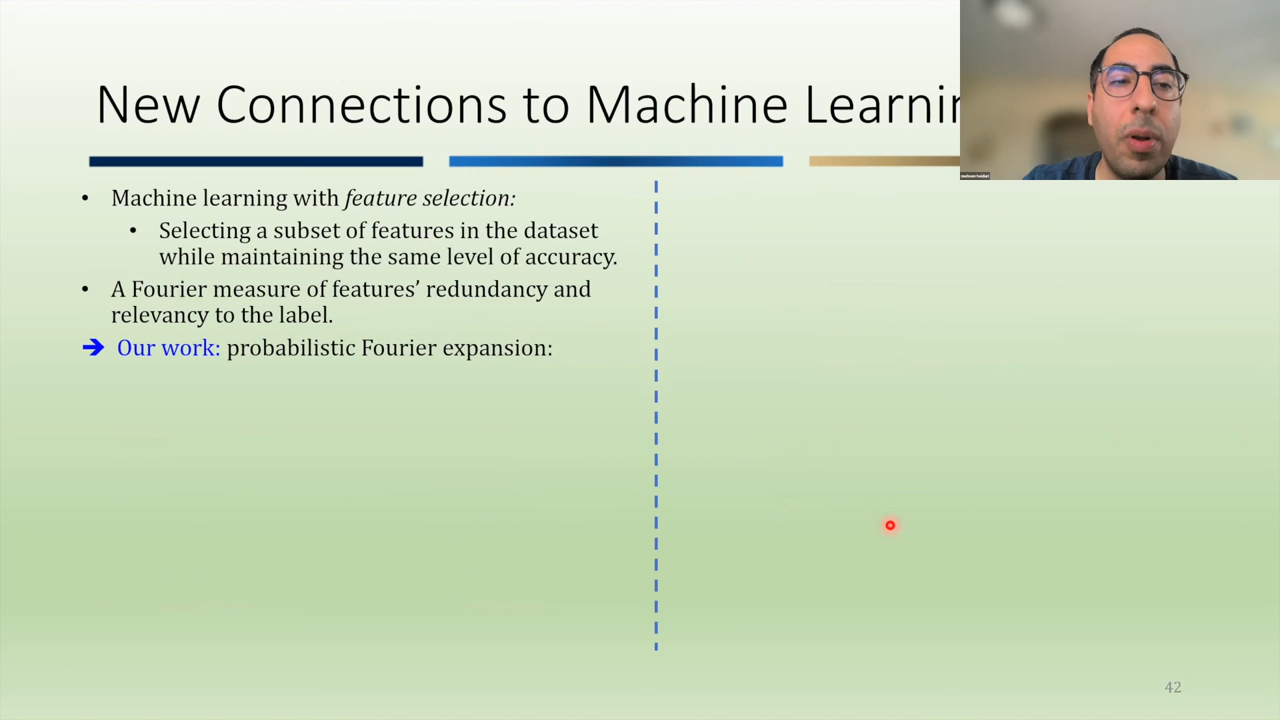 New Connections to Machine Learnin
• Machine learning with feature selection:
• Selecting a subset of features in the dataset
while maintaining the same level of accuracy.
• A Fourier measure of features’ redundancy and
relevancy to the label.
➔ Our work: probabilistic Fourier expansion:
42